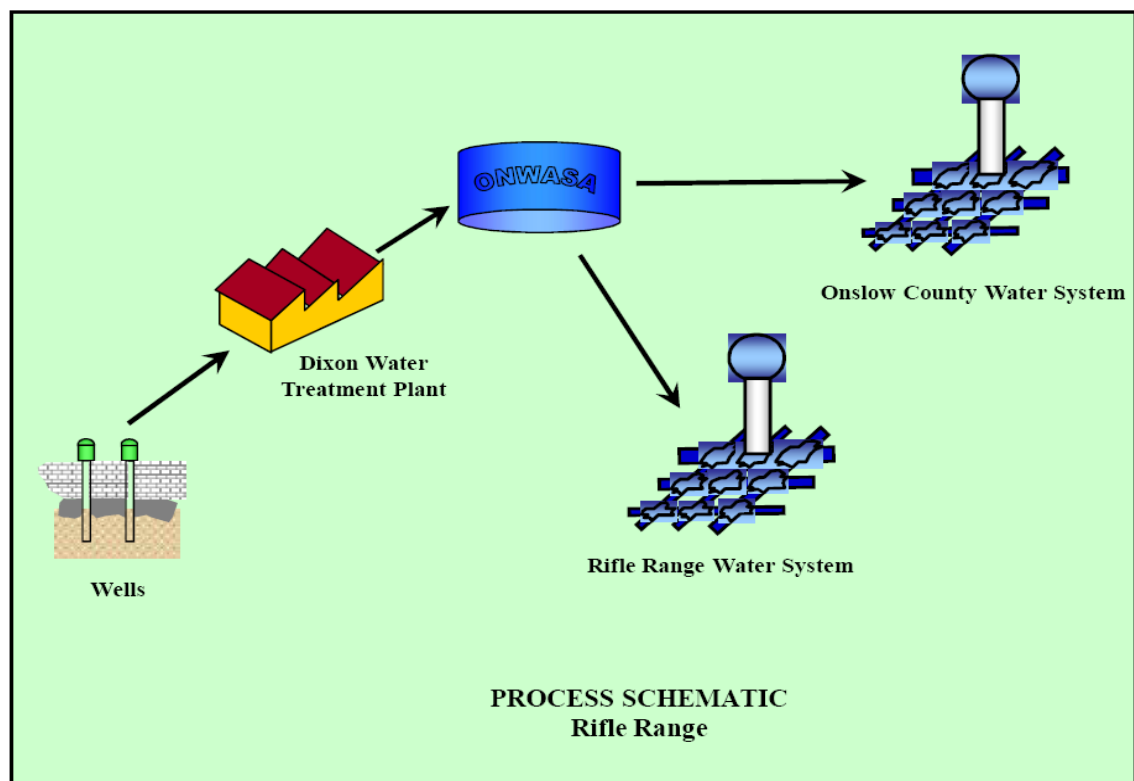 ONWASA
Onslow County Water System
Dixon Water
Treatment Plant
Rifle Range Water System
Wells
PROCESS SCHEMATIC
Rifle Range